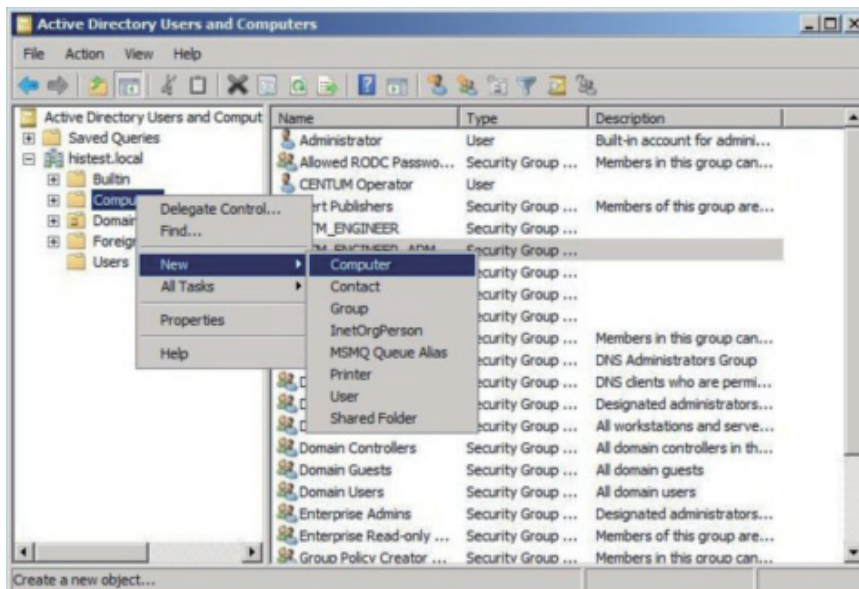 Active Directory Users and Computers
File Action View Help
Active Directory Users and Comput
Saved Queries
histest.local
Builtin
Compu
Domair
Foreigr
Users
Name Type Description
Administrator User Built-in account for admini...
Allowed RODC Passwo... Security Group ... Members in this group can...
CENTUM Operator User
ert Publishers Security Group ... Members of this group are...
TM_ENGINEER Security Group ...
TM_ENGINEER_ADM Security Group ...
ecurity Group ...
ecurity Group ...
ecurity Group ...
ecurity Group ... Members in this group can...
ecurity Group ... DNS Administrators Group
ecurity Group ... DNS clients who are permi...
ecurity Group ... Designated administrators...
ecurity Group ... All workstations and serve...
Domain Controllers Security Group ... All domain controllers in th...
Domain Guests Security Group ... All domain guests
Domain Users Security Group ... All domain users
Enterprise Admins Security Group ... Designated administrators...
Enterprise Read-only ... Security Group ... Members of this group are...
Group Policy Creator ... Security Group ... Members in this group can...
Delegate Control...
Find...
New
All Tasks
Properties
Help
Computer
Contact
Group
InetOrgPerson
MSMQ Queue Alias
Printer
User
Shared Folder
Create a new object...